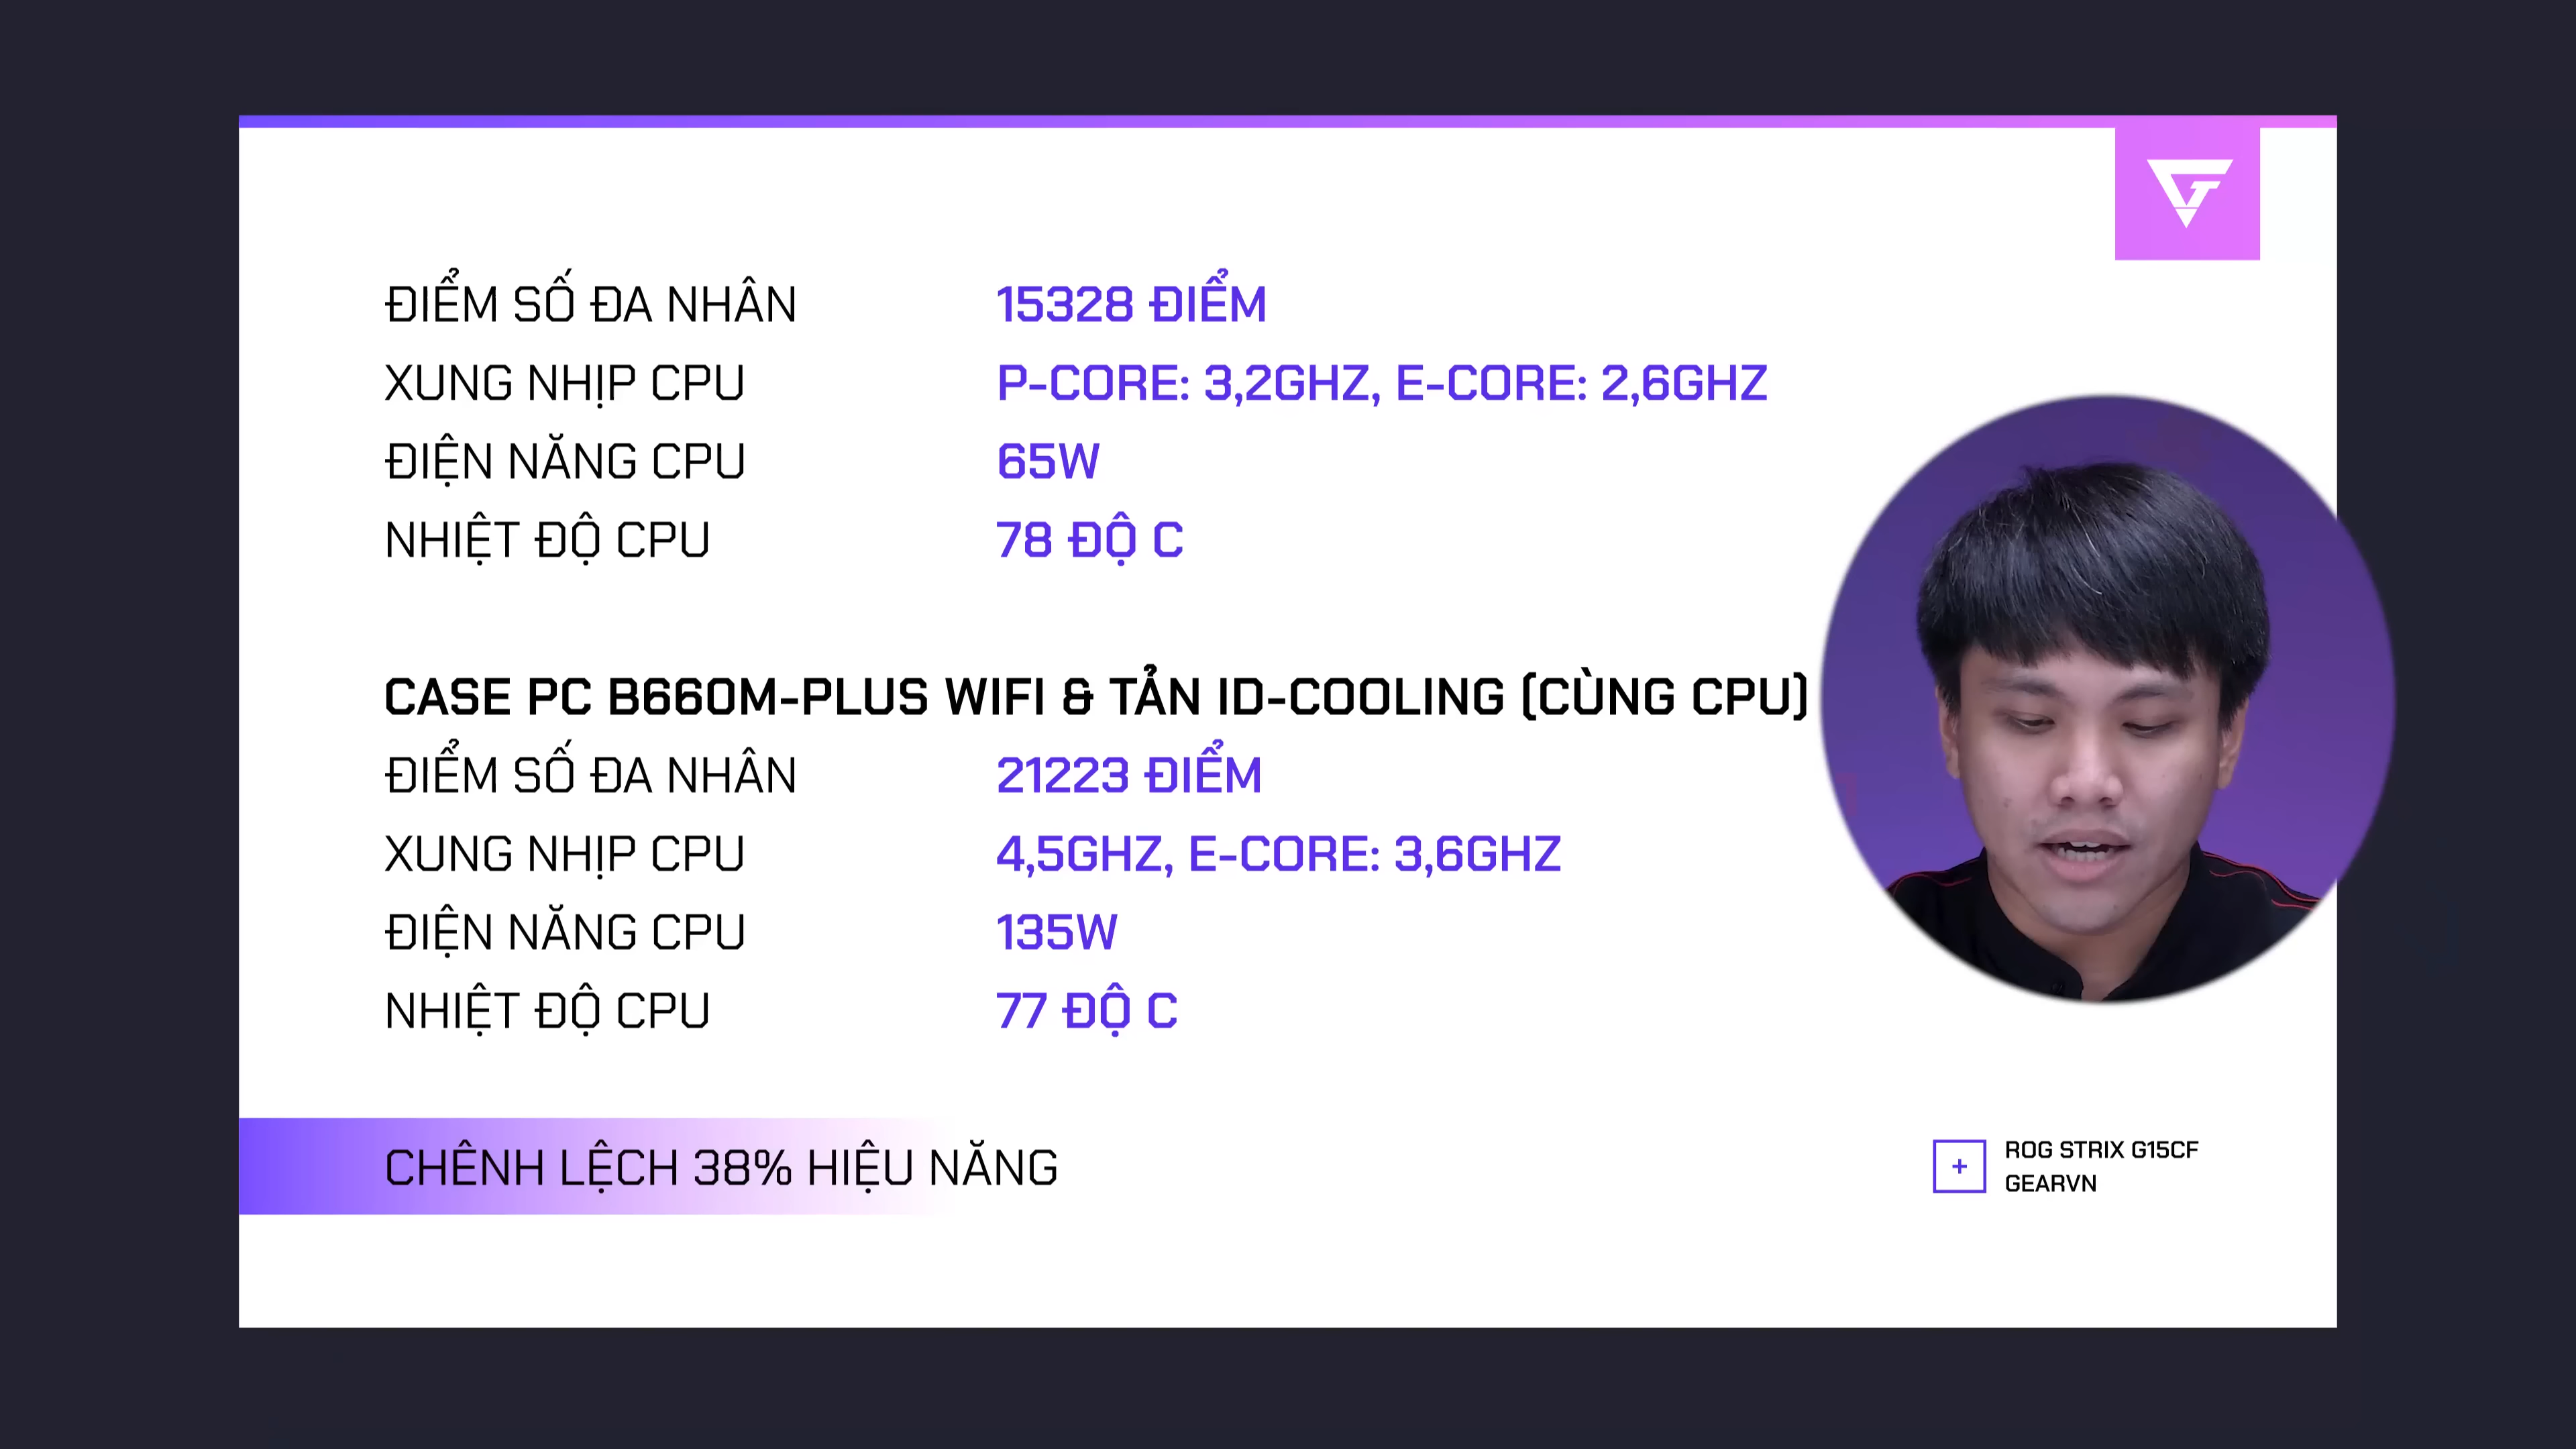 ĐIỂM SỐ ĐA NHÂN 15328 ĐIỂM
XUNG NHỊP CPU P-CORE: 3,2GHZ, E-CORE: 2,6GHZ
ĐIỆN NĂNG CPU 65W
NHIỆT ĐỘ CPU 78 ĐỘ C
CASE PC B660M-PLUS WIFI & TẢN ID-COOLING (CÙNG CPU)
ĐIỂM SỐ ĐA NHÂN 21223 ĐIỂM
XUNG NHỊP CPU 4,5GHZ, E-CORE: 3,6GHZ
ĐIỆN NĂNG CPU 135W
NHIỆT ĐỘ CPU 77 ĐỘ C
CHÊNH LỆCH 38% HIỆU NĂNG
ROG STRIX G15CF
GEARVN